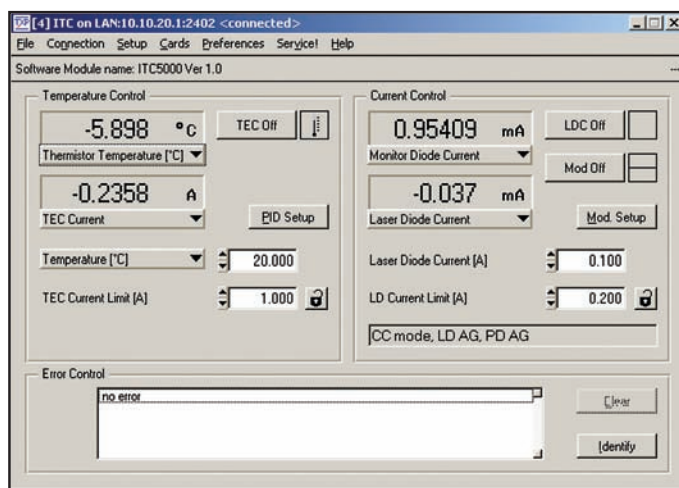 [4] ITC on LAN:10.10.20.1:2402 <connected>
File Connection Setup Cards Preferences Service! Help
Software Module name: ITC5000 Ver 1.0 ...
Temperature Control
-5.898 °C TEC Off
Thermistor Temperature [°C]
-0.2358 A
TEC Current PID Setup
Temperature [°C] 20.000
TEC Current Limit [A] 1.000
Current Control
0.95409 mA LDC Off
Monitor Diode Current
Mod Off
-0.037 mA
Laser Diode Current Mod. Setup
Laser Diode Current [A] 0.100
LD Current Limit [A] 0.200
CC mode, LD AG, PD AG
Error Control
no error
Clear
Identify